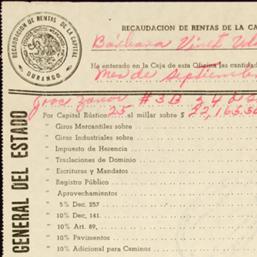 RECAUDACION DE RENTAS DE LA CAPITAL
DURANGO
RECAUDACION DE RENTAS DE LA CA
Bárbara
Ha enterado en la Caja de esta Oficina las cantidad
Mes de Septiembre
# 3B
Por Capital Rústico 25 al millar sobre $
" Giros Mercantiles sobre
" Giros Industriales sobre
" Impuesto de Herencia
" Traslaciones de Dominio
" Escrituras y Mandatos
" Registro Público
" Aprovechamientos
" 5% Dec. 257
" 10% Dec. 141.
" 10% Art. 89,
" 10% Pavimentos
" 10% Adicional para Caminos
GENERAL DEL ESTADO